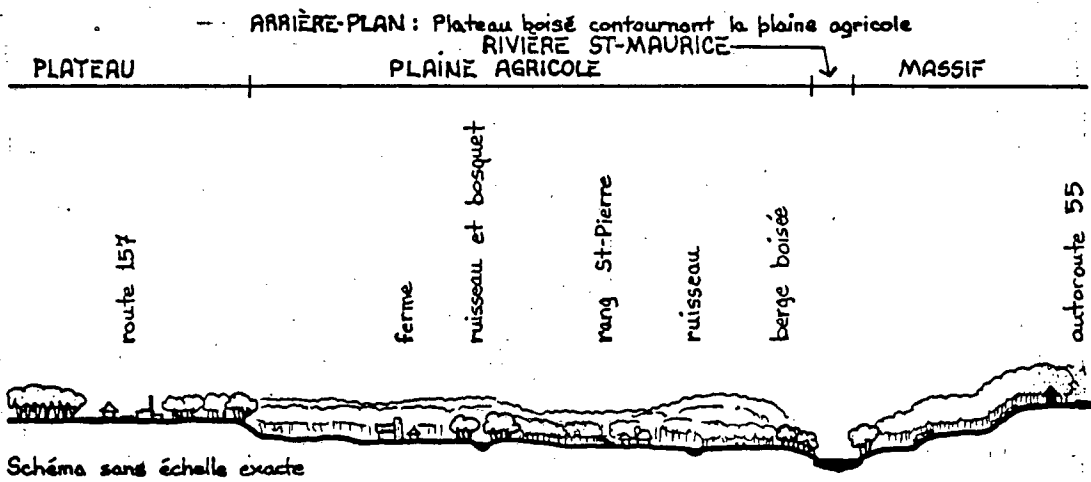 ARRIÈRE-PLAN : Plateau boisé contournant la plaine agricole
RIVIÈRE ST-MAURICE
PLATEAU
PLAINE AGRICOLE
MASSIF
route 157
ferme
ruisseau et bosquet
rang St-Pierre
ruisseau
berge boisée
autoroute 55
Schéma sans échelle exacte